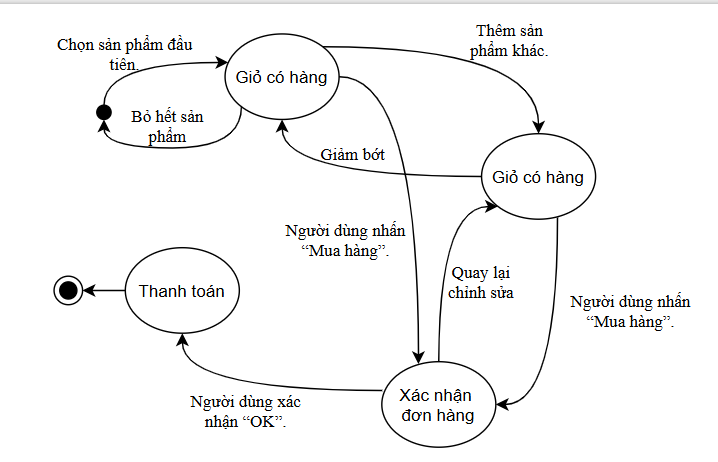 Chọn sản phẩm đầu
tiên.
Giỏ có hàng
Thêm sản
phẩm khác.
Bỏ hết sản
phẩm
Giảm bớt
Giỏ có hàng
Người dùng nhấn
“Mua hàng”.
Quay lại
chỉnh sửa
Thanh toán
Người dùng nhấn
“Mua hàng”.
Người dùng xác
nhận “OK”.
Xác nhận
đơn hàng